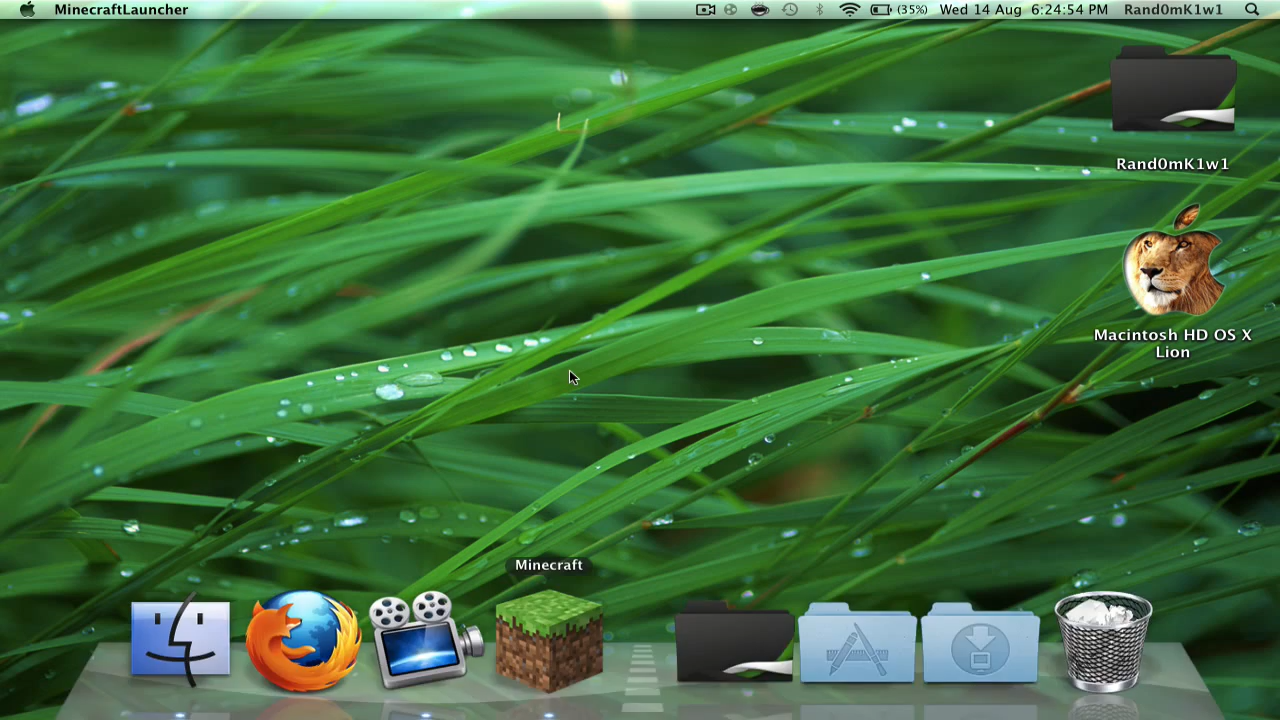 MinecraftLauncher
(35%) Wed 14 Aug 6:24:54 PM Rand0mK1w1
Rand0mK1w1
Macintosh HD OS X
Lion
Minecraft